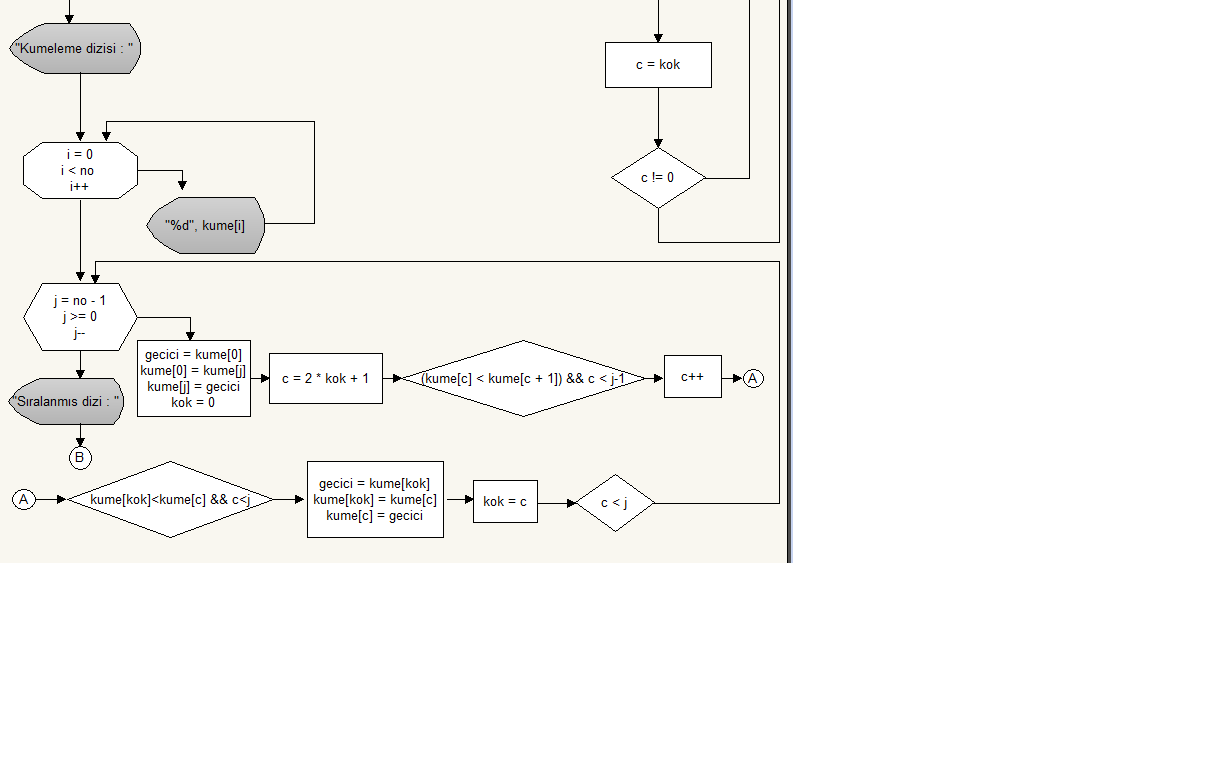 "Kumeleme dizisi : "
c = kok
c != 0
i = 0
i < no
i++
"%d", kume[i]
j = no - 1
j >= 0
j--
gecici = kume[0]
kume[0] = kume[j]
kume[j] = gecici
kok = 0
c = 2 * kok + 1
(kume[c] < kume[c + 1]) && c < j-1
c++
A
"Sıralanmıs dizi : "
B
A
kume[kok]<kume[c] && c<j
gecici = kume[kok]
kume[kok] = kume[c]
kume[c] = gecici
kok = c
c < j